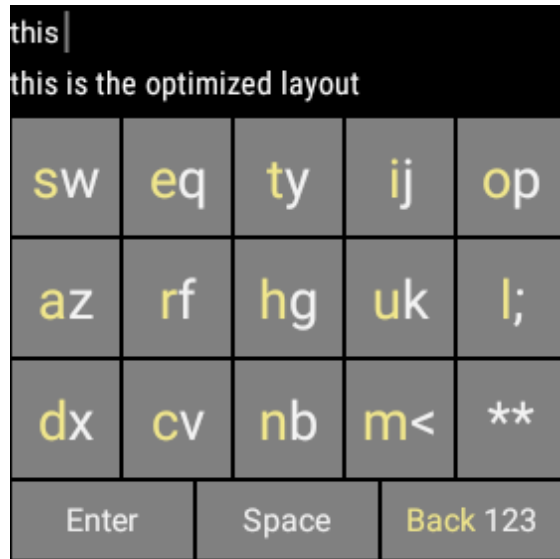 this
this is the optimized layout
sw eq ty ij op
az rf hg uk l;
dx cv nb m< **
Enter Space Back 123